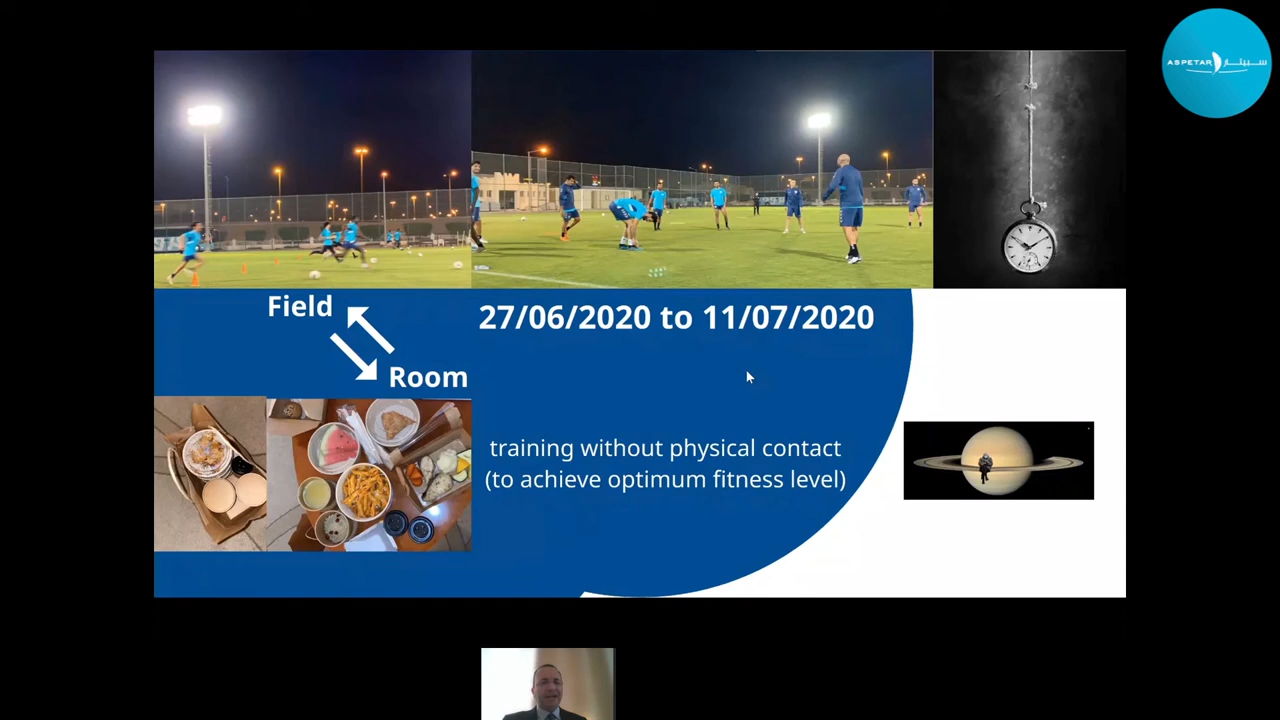 ASPETAR سبيتار
Field
Room
27/06/2020 to 11/07/2020
training without physical contact
(to achieve optimum fitness level)